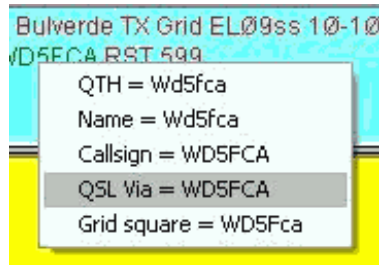 Bulverde TX Grid ELØ9ss 1Ø-1Ø
WD5FCA RST 599
QTH = Wd5fca
Name = Wd5fca
Callsign = WD5FCA
QSL Via = WD5FCA
Grid square = WD5Fca